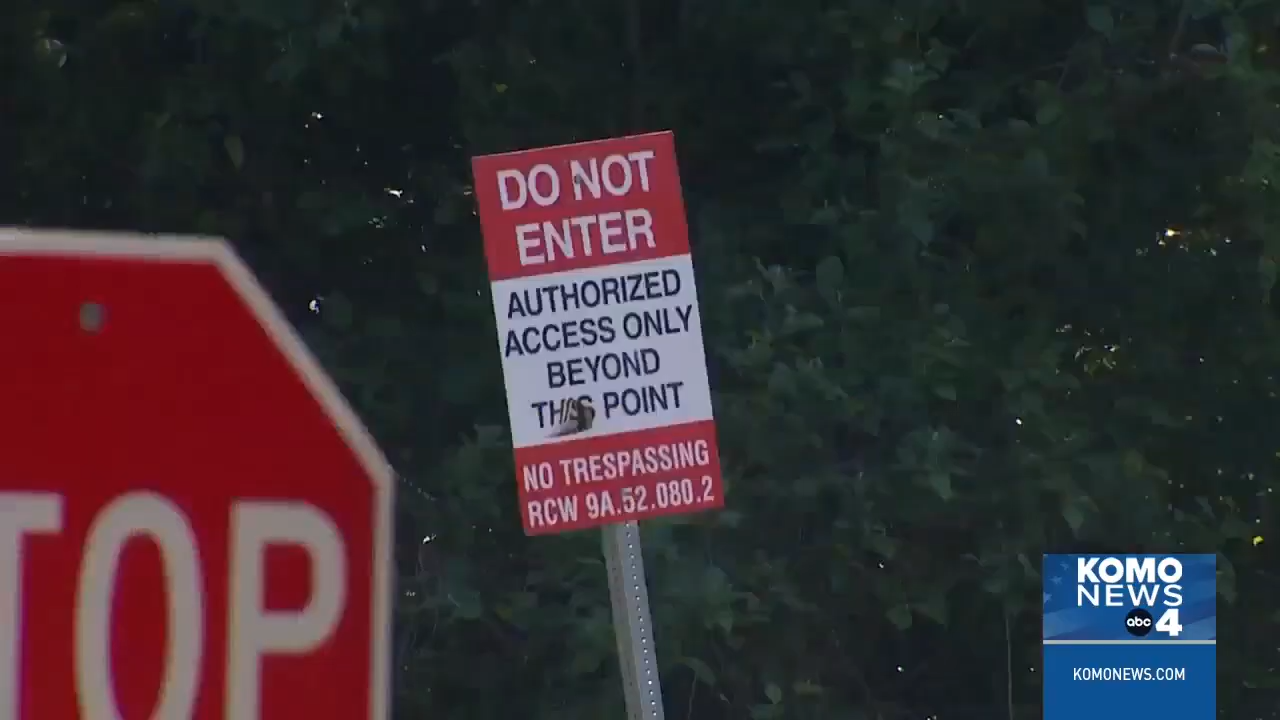 DO NOT
ENTER
AUTHORIZED
ACCESS ONLY
BEYOND
THIS POINT
NO TRESPASSING
RCW 9A.52.080.2
TOP
KOMO
NEWS
abc 4
KOMONEWS.COM